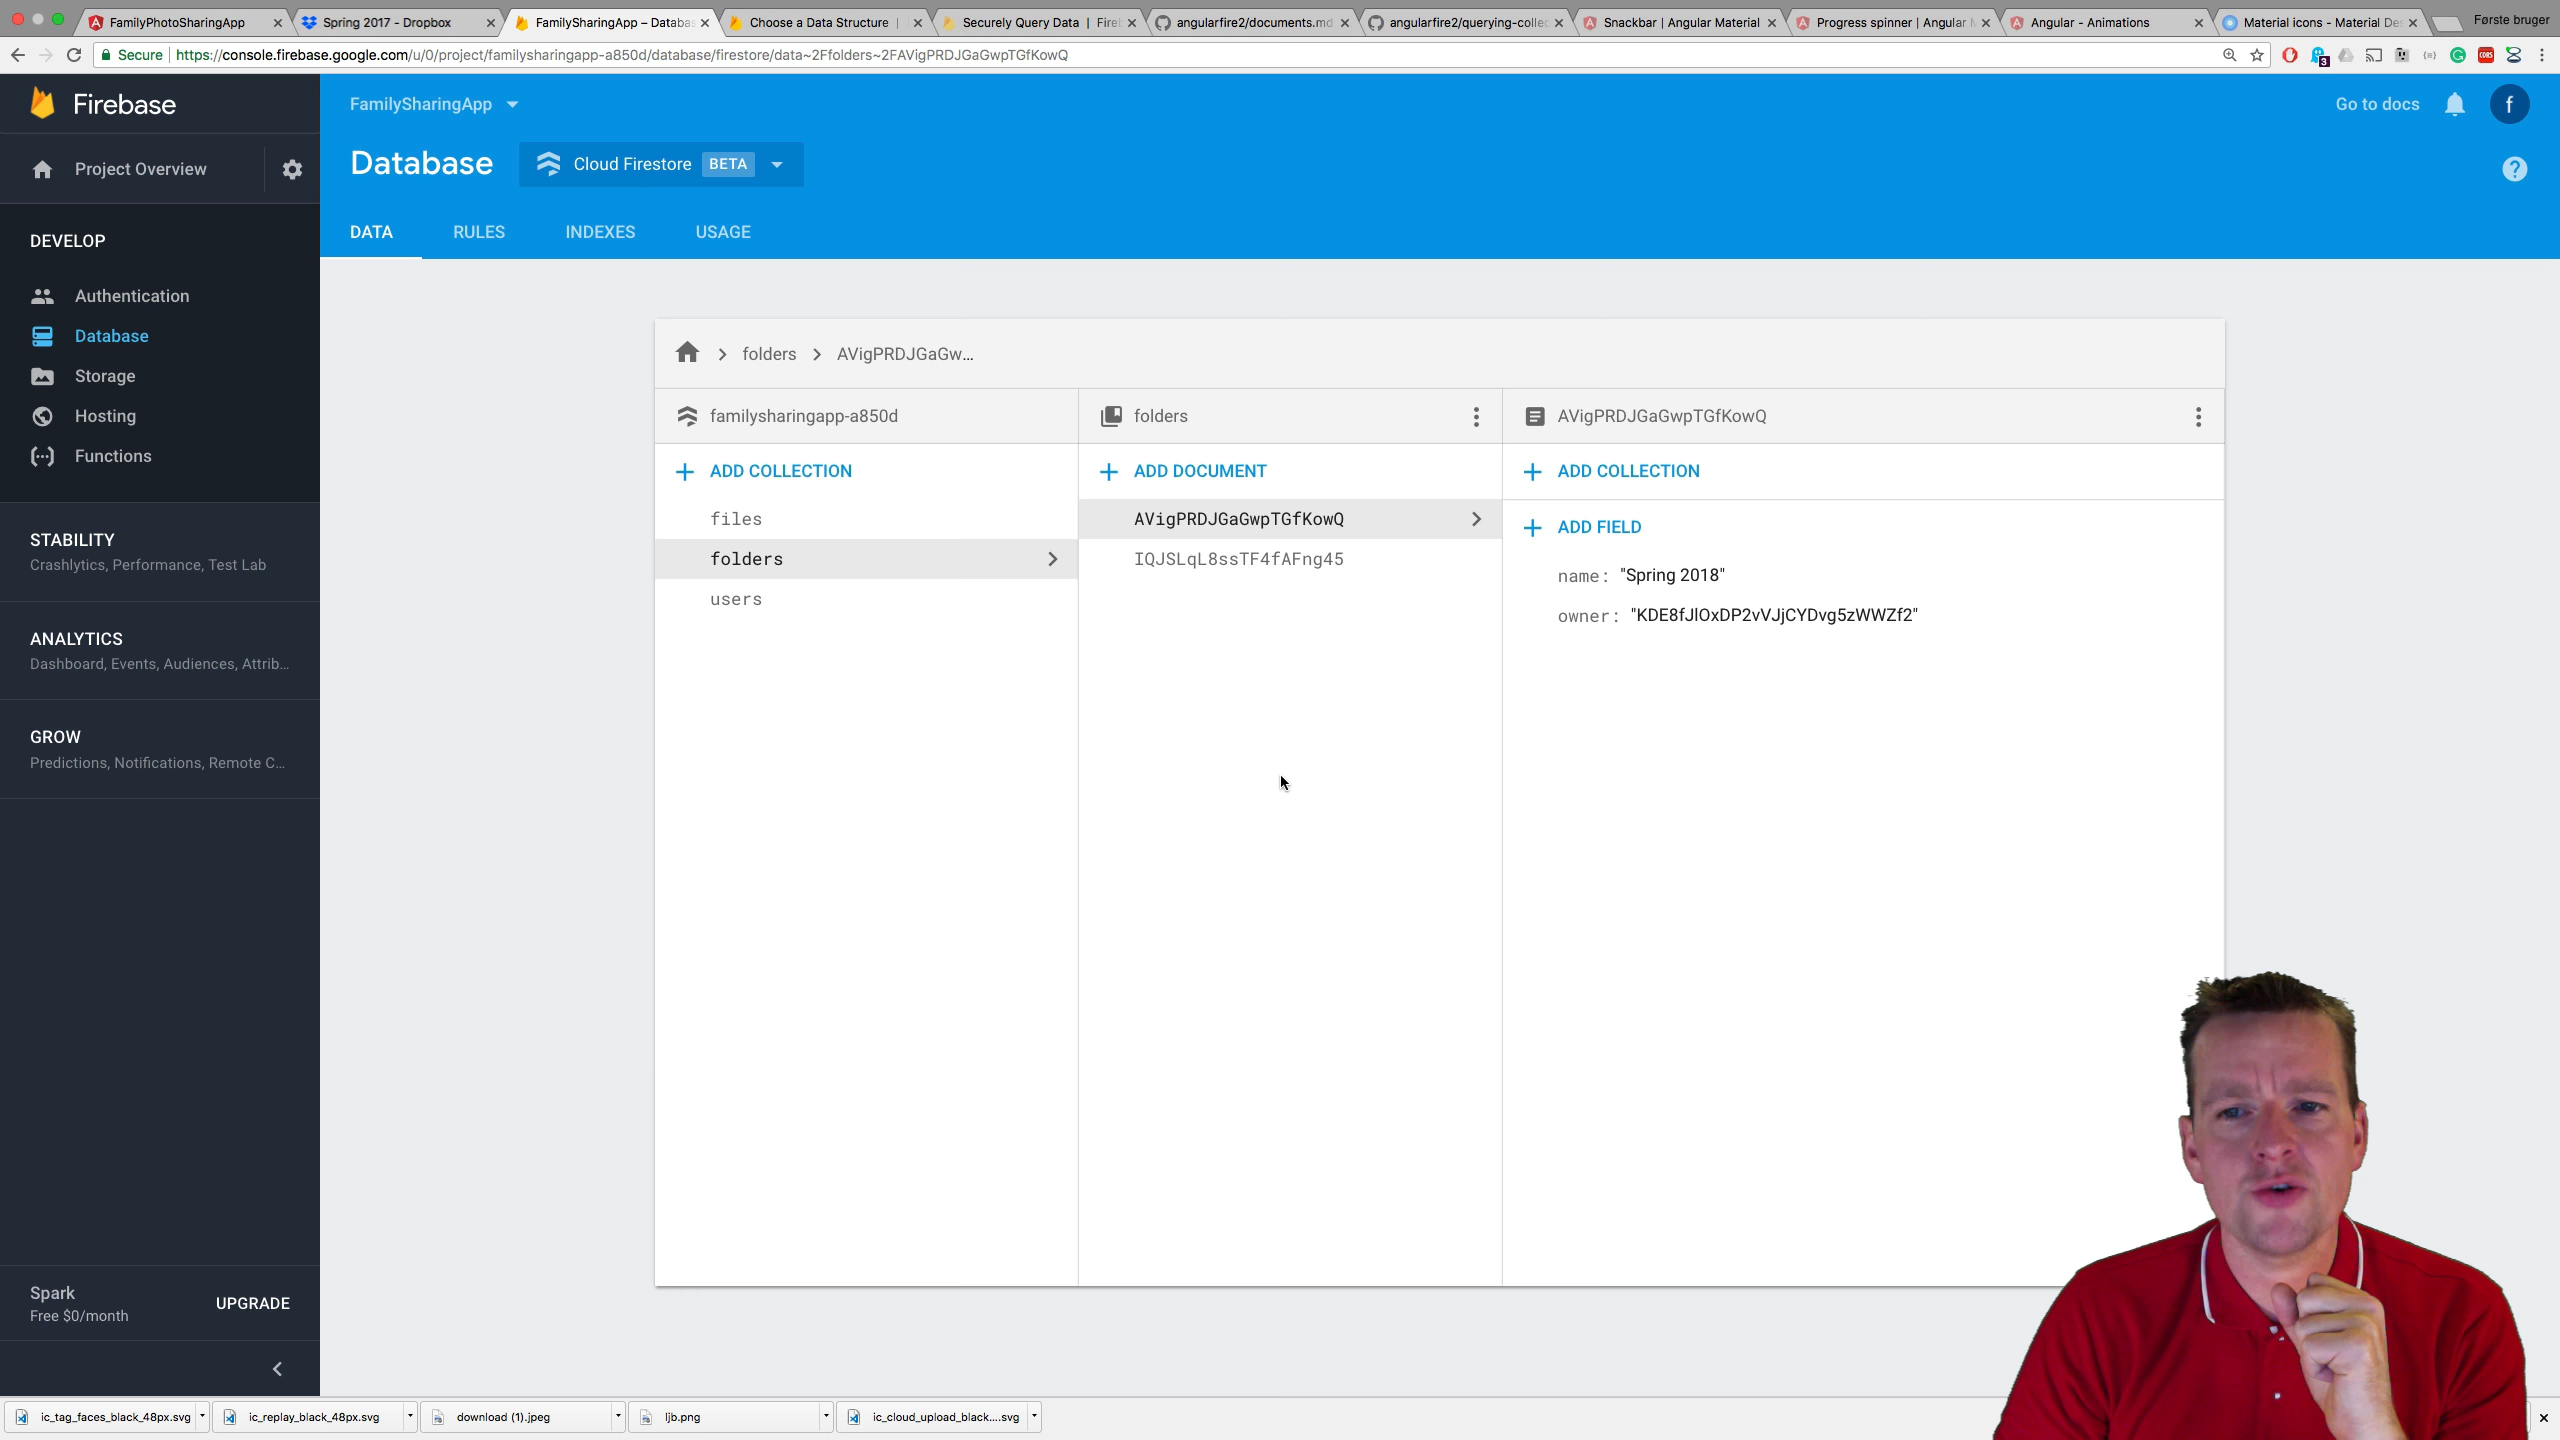 FamilyPhotoSharingApp
Spring 2017 - Dropbox
FamilySharingApp – Databas
Choose a Data Structure |
Securely Query Data | Fire
angularfire2/documents.md
angularfire2/querying-collec
Snackbar | Angular Material
Progress spinner | Angular M
Angular - Animations
Material icons - Material Des
Første bruger
Secure
https://console.firebase.google.com/u/0/project/familysharingapp-a850d/database/firestore/data~2Ffolders~2FAVigPRDJGaGwpTGfKowQ
3
CORS
Firebase
FamilySharingApp
Go to docs
f
Project Overview
Database
Cloud Firestore
BETA
?
DATA
RULES
INDEXES
USAGE
DEVELOP
Authentication
Database
Storage
Hosting
Functions
STABILITY
Crashlytics, Performance, Test Lab
ANALYTICS
Dashboard, Events, Audiences, Attrib...
GROW
Predictions, Notifications, Remote C...
Spark
Free $0/month
UPGRADE
folders
AVigPRDJGaGw...
familysharingapp-a850d
folders
AVigPRDJGaGwpTGfKowQ
ADD COLLECTION
ADD DOCUMENT
ADD COLLECTION
files
folders
users
AVigPRDJGaGwpTGfKowQ
IQJSLqL8ssTF4fAFng45
ADD FIELD
name: "Spring 2018"
owner: "KDE8fJlOxDP2vVJjCYDvg5zWWZf2"
ic_tag_faces_black_48px.svg
ic_replay_black_48px.svg
download (1).jpeg
ljb.png
ic_cloud_upload_black....svg